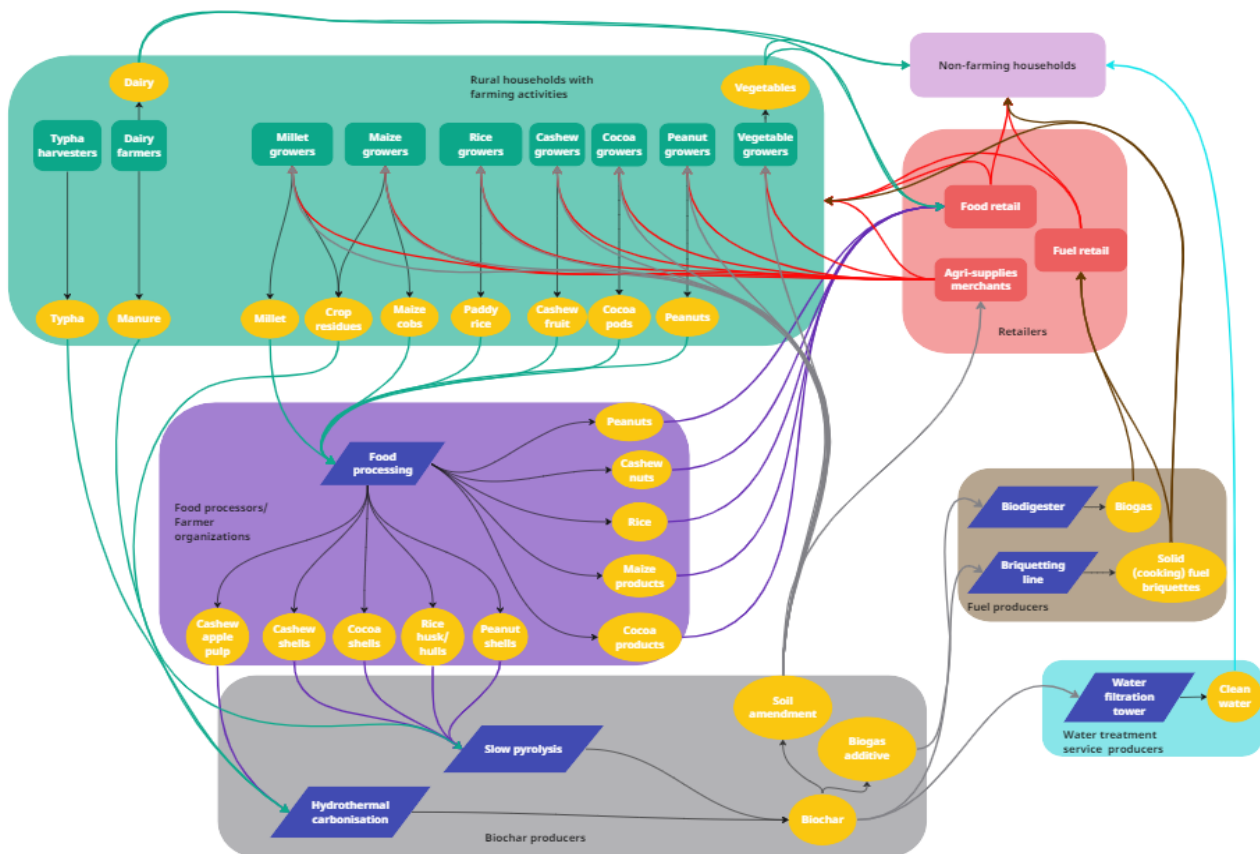 Dairy
Rural households with
farming activities
Vegetables
Non-farming households
Typha
harvesters
Dairy
farmers
Millet
growers
Maize
growers
Rice
growers
Cashew
growers
Cocoa
growers
Peanut
growers
Vegetable
growers
Food retail
Fuel retail
Agri-supplies
merchants
Retailers
Typha
Manure
Millet
Crop
residues
Maize
cobs
Paddy
rice
Cashew
fruit
Cocoa
pods
Peanuts
Food
processing
Peanuts
Cashew
nuts
Rice
Maize
products
Cocoa
products
Food processors/
Farmer
organizations
Cashew
apple
pulp
Cashew
shells
Cocoa
shells
Rice
husk/
hulls
Peanut
shells
Biodigester
Biogas
Briquetting
line
Solid
(cooking) fuel
briquettes
Fuel producers
Soil
amendment
Biogas
additive
Slow pyrolysis
Hydrothermal
carbonisation
Biochar
Biochar producers
Water
filtration
tower
Clean
water
Water treatment
service producers